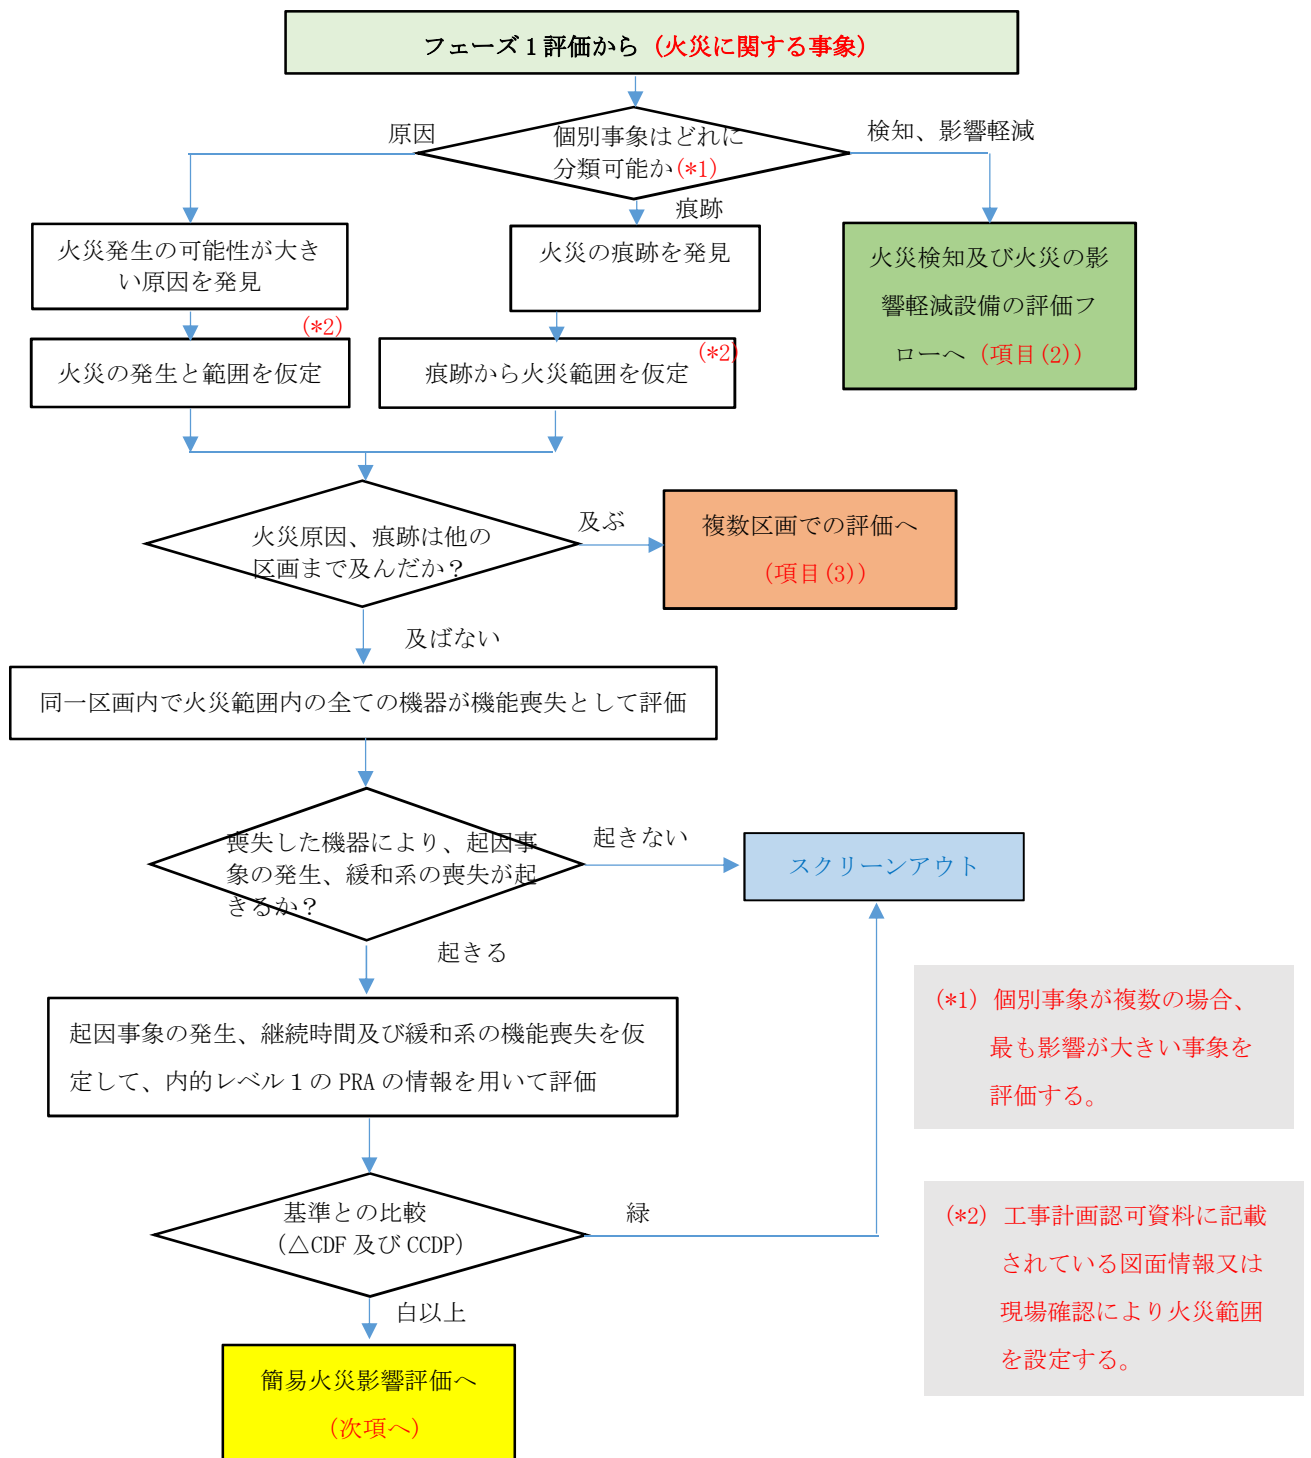 フェーズ１評価から（火災に関する事象）
原因
個別事象はどれに
分類可能か(*1)
検知、影響軽減
痕跡
火災発生の可能性が大き
い原因を発見
火災の痕跡を発見
火災検知及び火災の影
響軽減設備の評価フ
ローへ（項目(2)）
(*2)
火災の発生と範囲を仮定
(*2)
痕跡から火災範囲を仮定
火災原因、痕跡は他の
区画まで及んだか？
及ぶ
複数区画での評価へ
（項目(3)）
及ばない
同一区画内で火災範囲内の全ての機器が機能喪失として評価
喪失した機器により、起因事
象の発生、緩和系の喪失が起
きるか？
起きない
スクリーンアウト
起きる
起因事象の発生、継続時間及び緩和系の機能喪失を仮
定して、内的レベル１の PRA の情報を用いて評価
(*1) 個別事象が複数の場合、
最も影響が大きい事象を
評価する。
基準との比較
（△CDF 及び CCDP）
緑
白以上
(*2) 工事計画認可資料に記載
されている図面情報又は
現場確認により火災範囲
を設定する。
簡易火災影響評価へ
（次項へ）